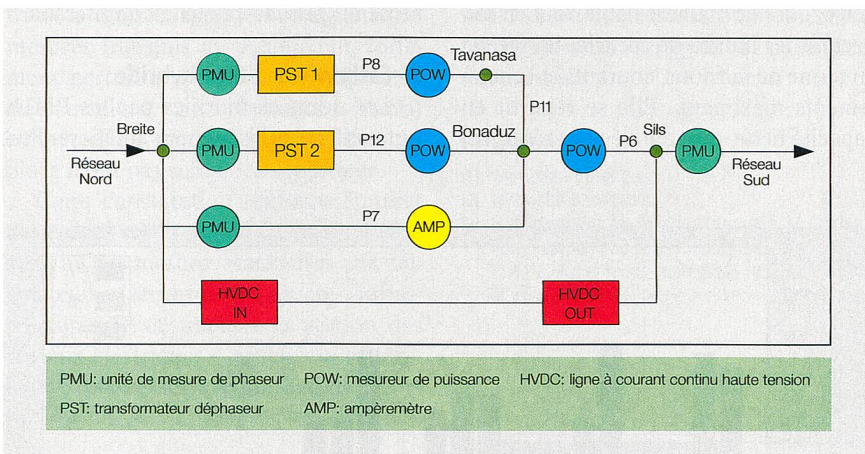 PMU
PST 1
P8
POW
Tavanasa
P11
Breite
PMU
PST 2
P12
POW
Bonaduz
POW
P6
Sils
PMU
Réseau
Nord
Réseau
Sud
PMU
P7
AMP
HVDC
IN
HVDC
OUT
PMU: unité de mesure de phaseur
POW: mesureur de puissance
HVDC: ligne à courant continu haute tension
PST: transformateur déphaseur
AMP: ampèremètre